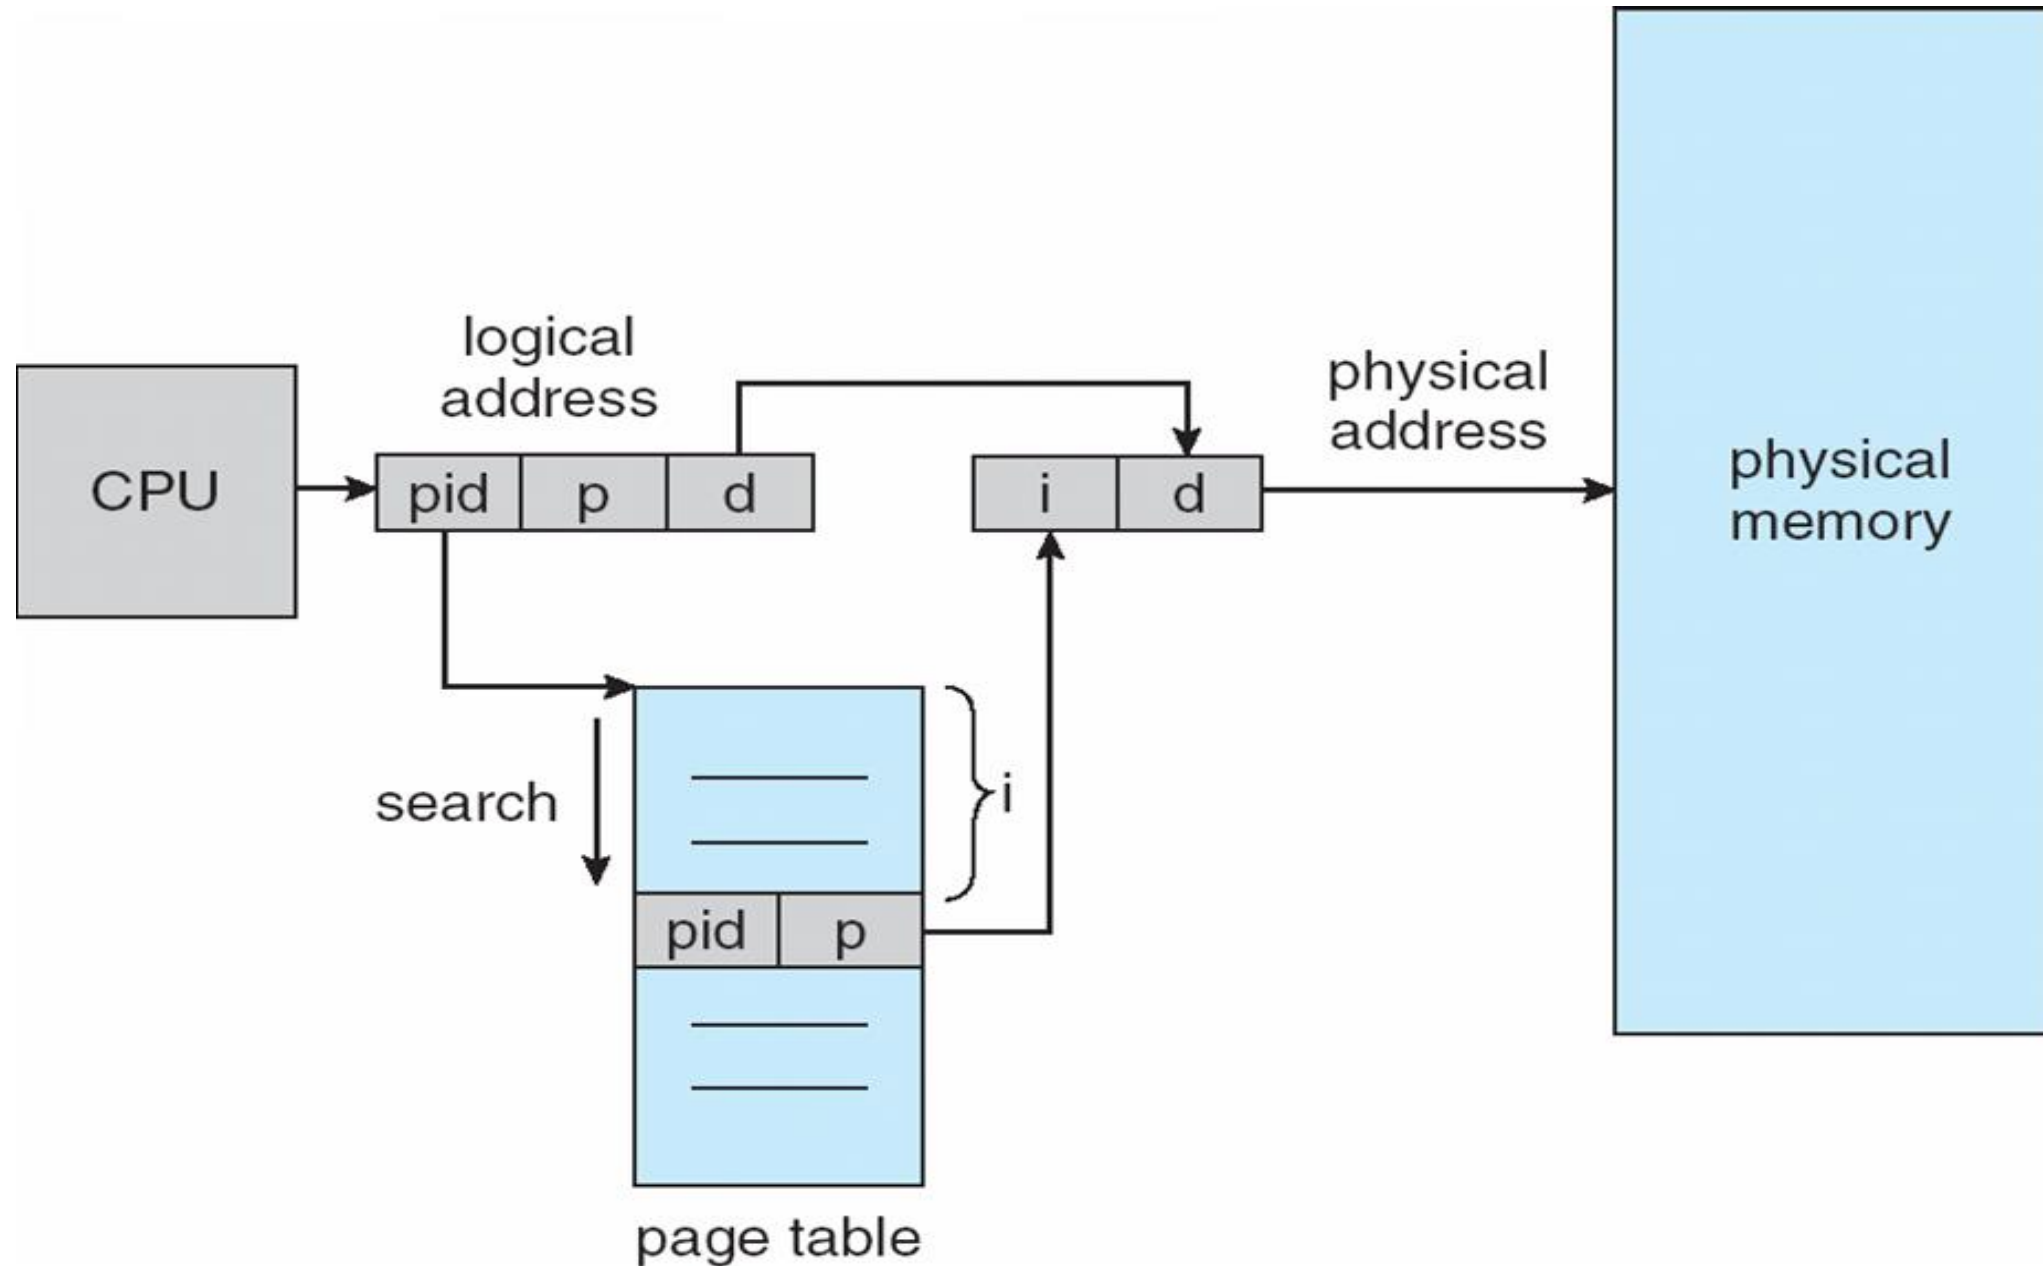 logical
address
physical
address
CPU
pid
p
d
i
d
physical
memory
search
i
pid
p
page table